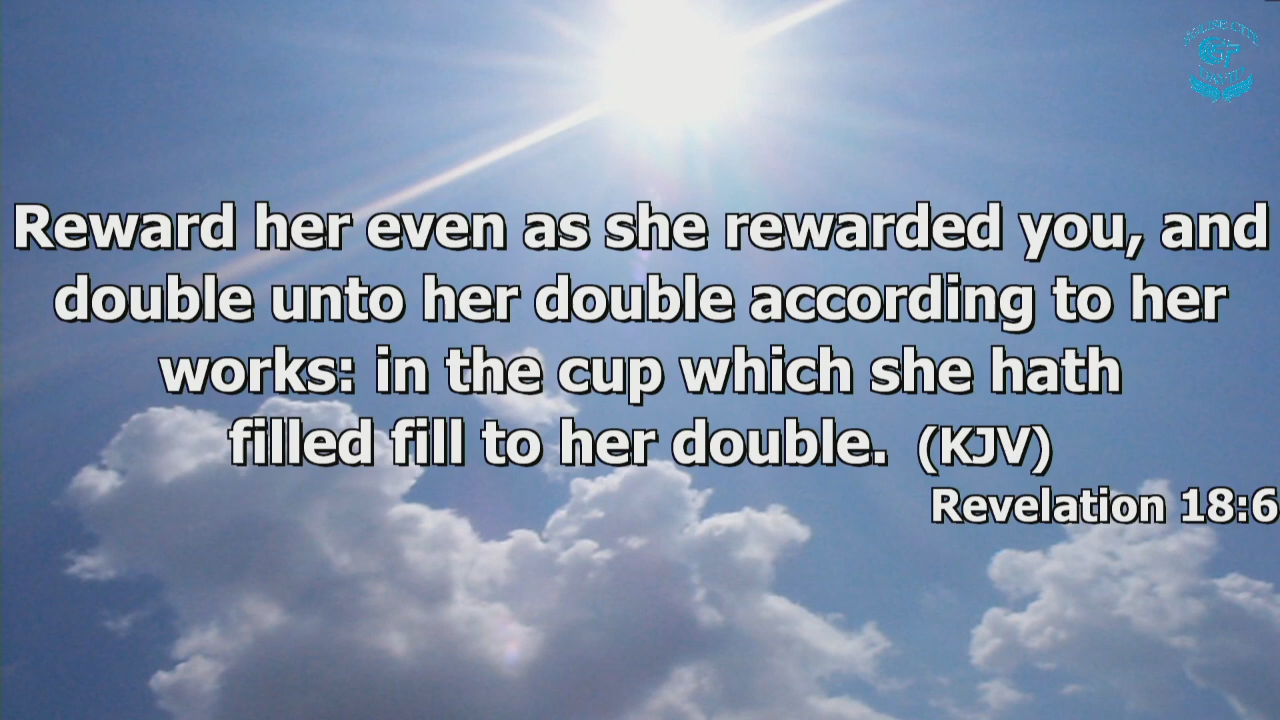 Reward her even as she rewarded you, and
double unto her double according to her
works: in the cup which she hath
filled fill to her double. (KJV)
Revelation 18:6